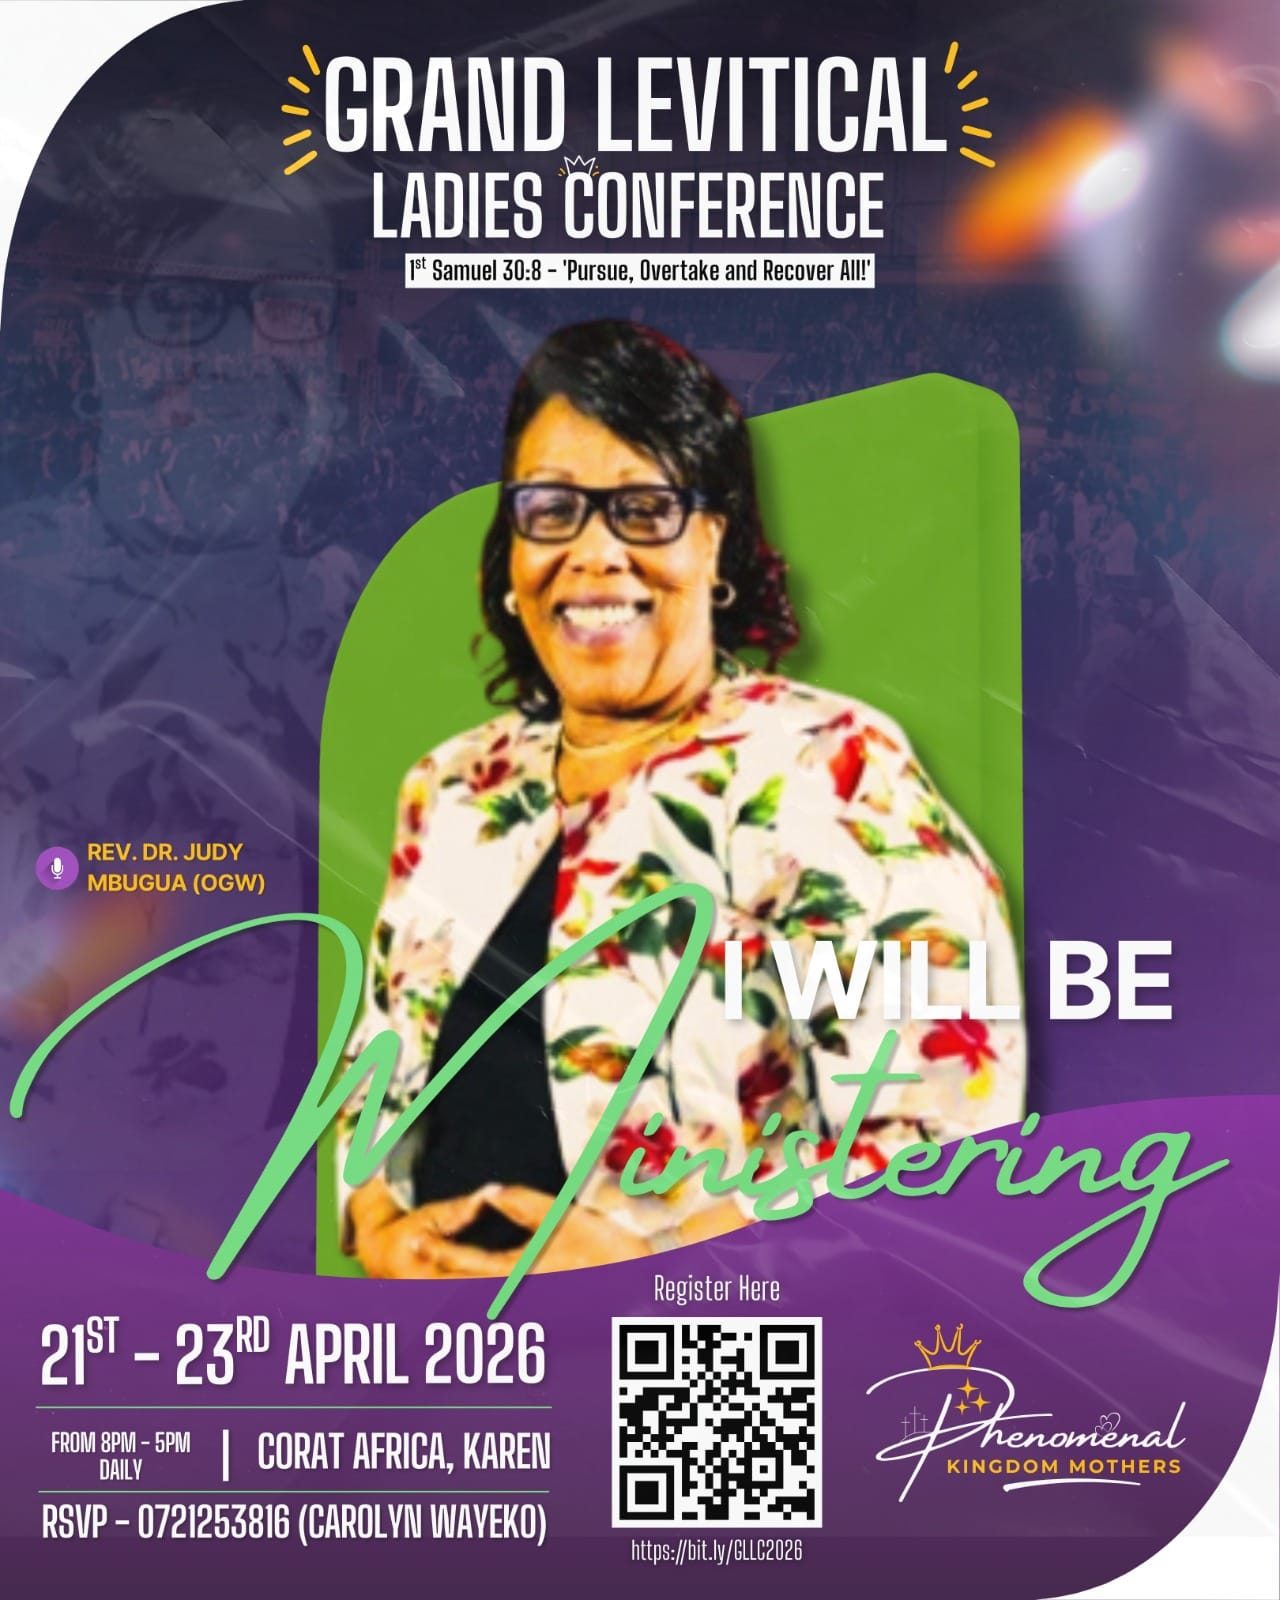 GRAND LEVITICAL
LADIES CONFERENCE
1st Samuel 30:8 - 'Pursue, Overtake and Recover All!'
REV. DR. JUDY
MBUGUA (OGW)
I WILL BE
Ministering
Register Here
21ST - 23RD APRIL 2026
FROM 8PM - 5PM
DAILY
| CORAT AFRICA, KAREN
RSVP - 0721253816 (CAROLYN WAYEKO)
https://bit.ly/GLLC2026
Phenomenal
KINGDOM MOTHERS